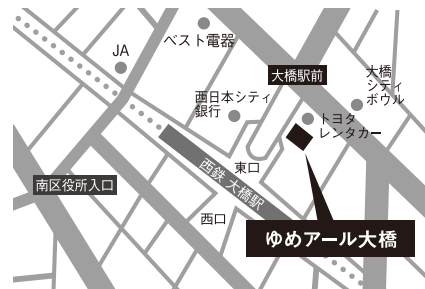 JA
ベスト電器
大橋駅前
大橋
シティ
ボウル
西日本シティ
銀行
トヨタ
レンタカー
東口
西鉄 大橋駅
南区役所入口
西口
ゆめアール大橋